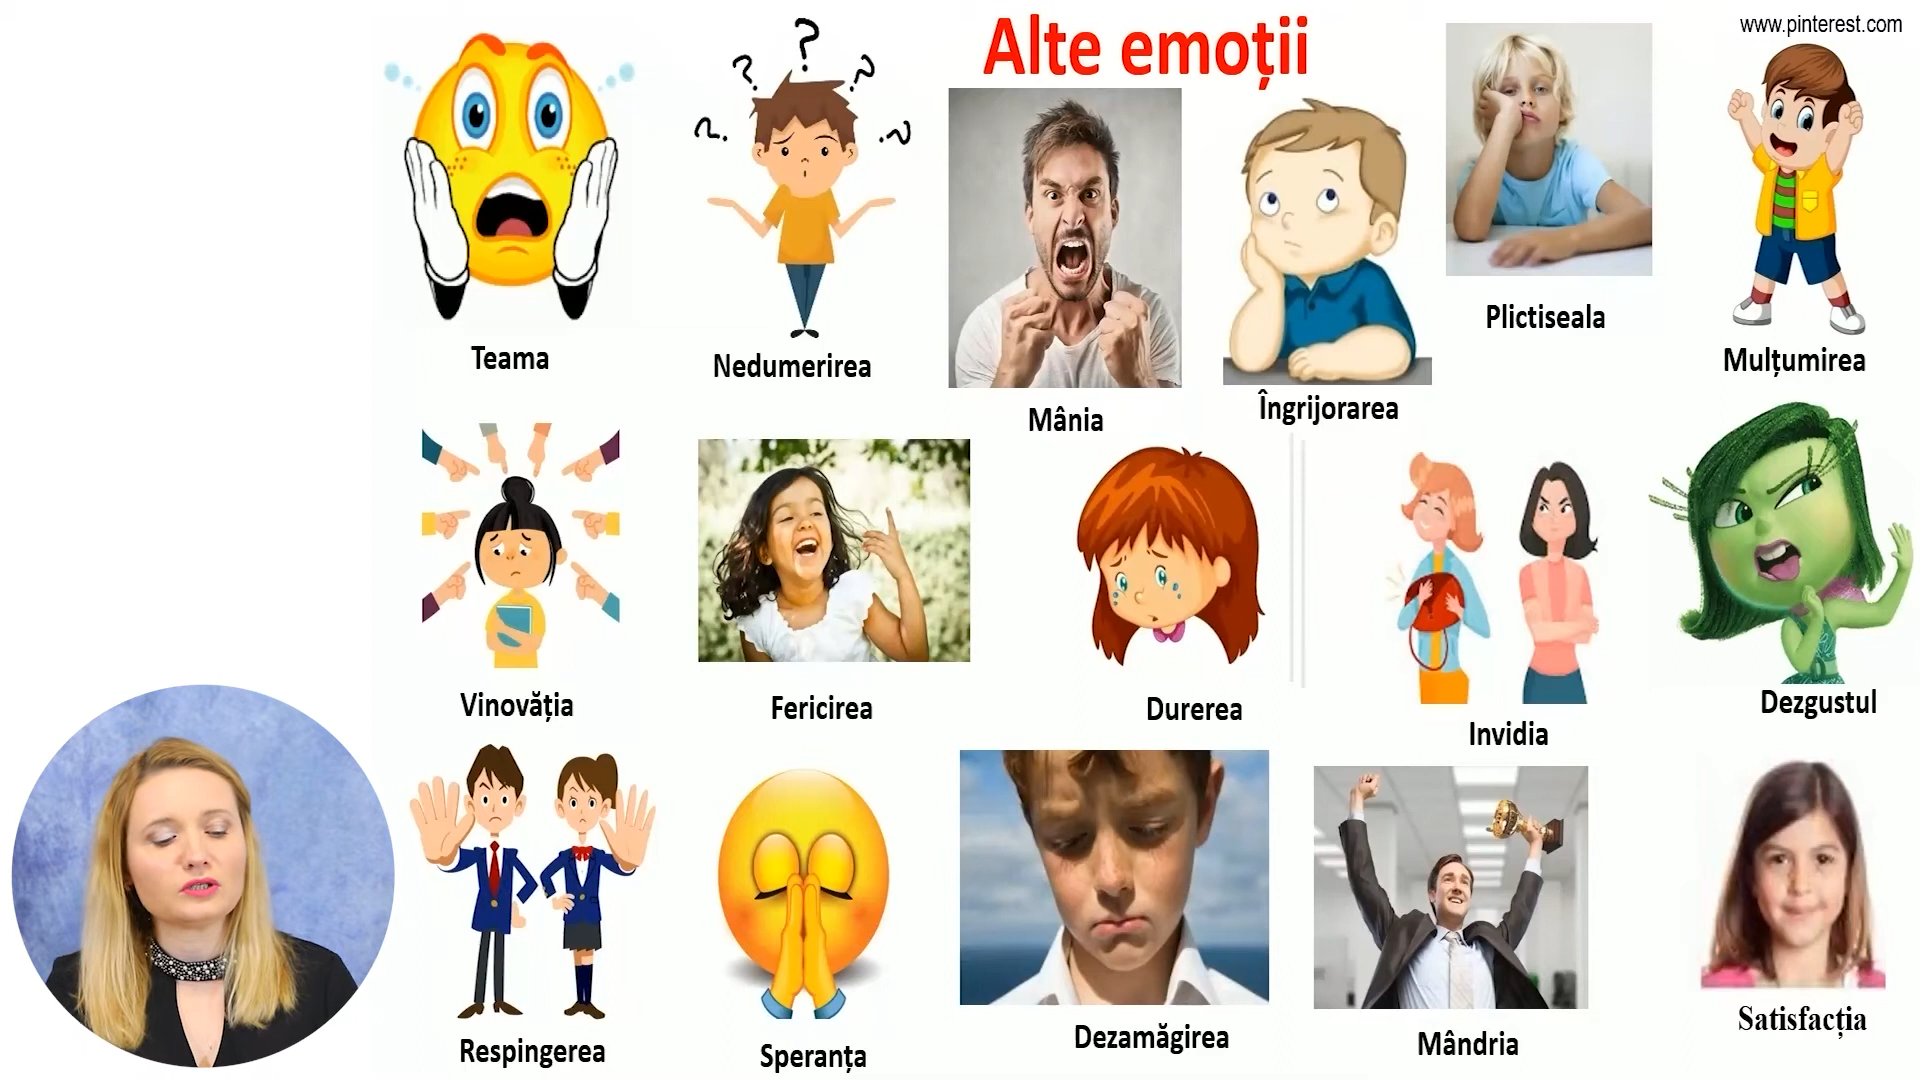 www.pinterest.com
Alte emoții
Teama
Nedumerirea
Mânia
Îngrijorarea
Plictiseala
Mulțumirea
Vinovăția
Fericirea
Durerea
Invidia
Dezgustul
Respingerea
Speranța
Dezamăgirea
Mândria
Satisfacția